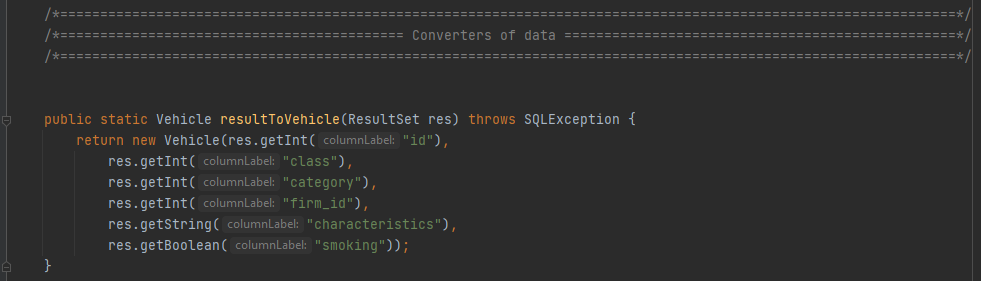 /*================================================================================================================*/
/*=========================================== Converters of data =================================================*/
/*================================================================================================================*/
public static Vehicle resultToVehicle(ResultSet res) throws SQLException {
return new Vehicle(res.getInt( columnLabel: "id"),
res.getInt( columnLabel: "class"),
res.getInt( columnLabel: "category"),
res.getInt( columnLabel: "firm_id"),
res.getString( columnLabel: "characteristics"),
res.getBoolean( columnLabel: "smoking"));
}